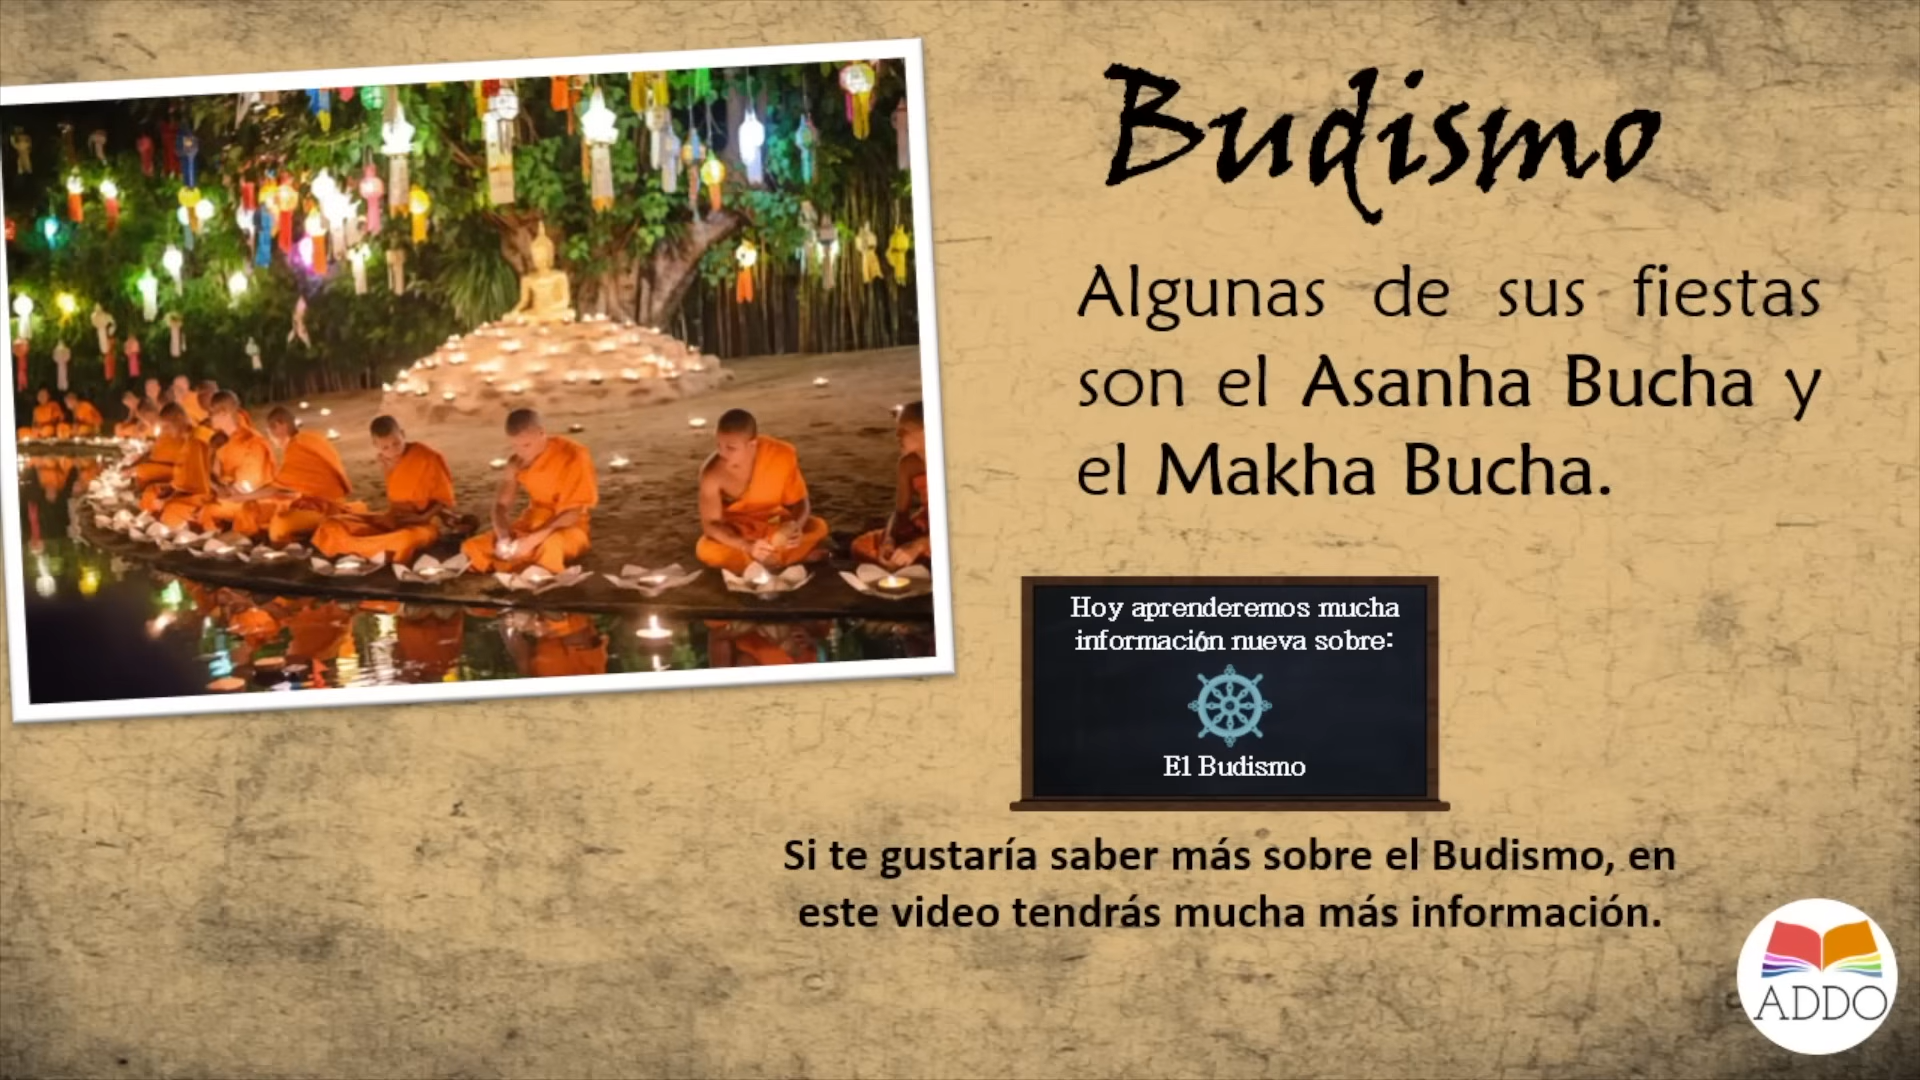 Budismo
Algunas de sus fiestas
son el Asanha Bucha y
el Makha Bucha.
Hoy aprenderemos mucha
información nueva sobre:
El Budismo
Si te gustaría saber más sobre el Budismo, en
este video tendrás mucha más información.
ADDO